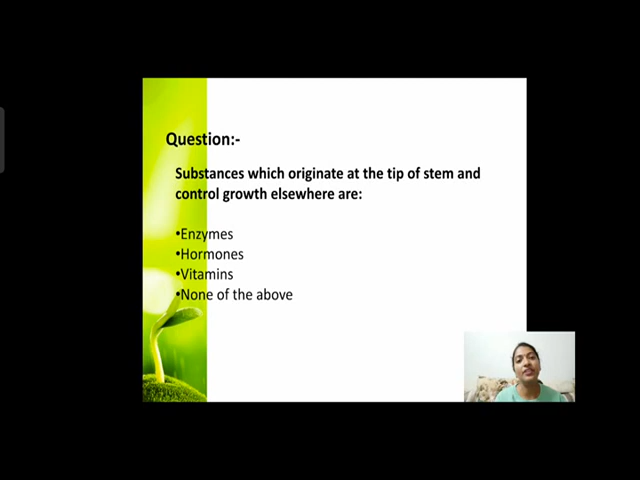 Question:-
Substances which originate at the tip of stem and
control growth elsewhere are:
•Enzymes
•Hormones
•Vitamins
•None of the above